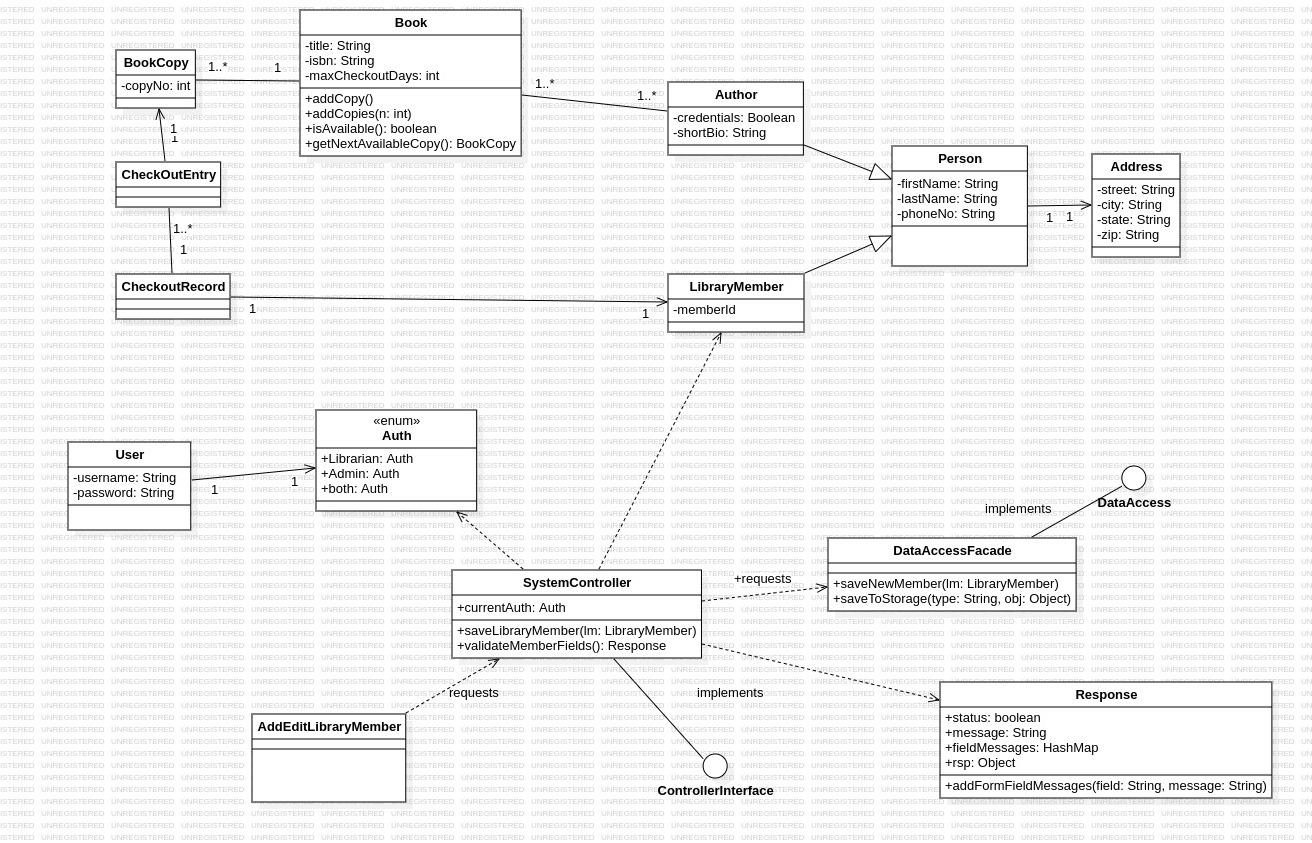 Book
-title: String
-isbn: String
-maxCheckoutDays: int
+addCopy()
+addCopies(n: int)
+isAvailable(): boolean
+getNextAvailableCopy(): BookCopy
BookCopy
-copyNo: int
1..*
1
1..*
1..*
Author
-credentials: Boolean
-shortBio: String
1
1
CheckOutEntry
Person
-firstName: String
-lastName: String
-phoneNo: String
1
1
Address
-street: String
-city: String
-state: String
-zip: String
1..*
1
CheckoutRecord
1
1
LibraryMember
-memberId
«enum»
Auth
+Librarian: Auth
+Admin: Auth
+both: Auth
User
-username: String
-password: String
1
1
DataAccess
implements
DataAccessFacade
+saveNewMember(lm: LibraryMember)
+saveToStorage(type: String, obj: Object)
SystemController
+currentAuth: Auth
+saveLibraryMember(lm: LibraryMember)
+validateMemberFields(): Response
+requests
requests
implements
AddEditLibraryMember
ControllerInterface
Response
+status: boolean
+message: String
+fieldMessages: HashMap
+rsp: Object
+addFormFieldMessages(field: String, message: String)
UNREGISTERED